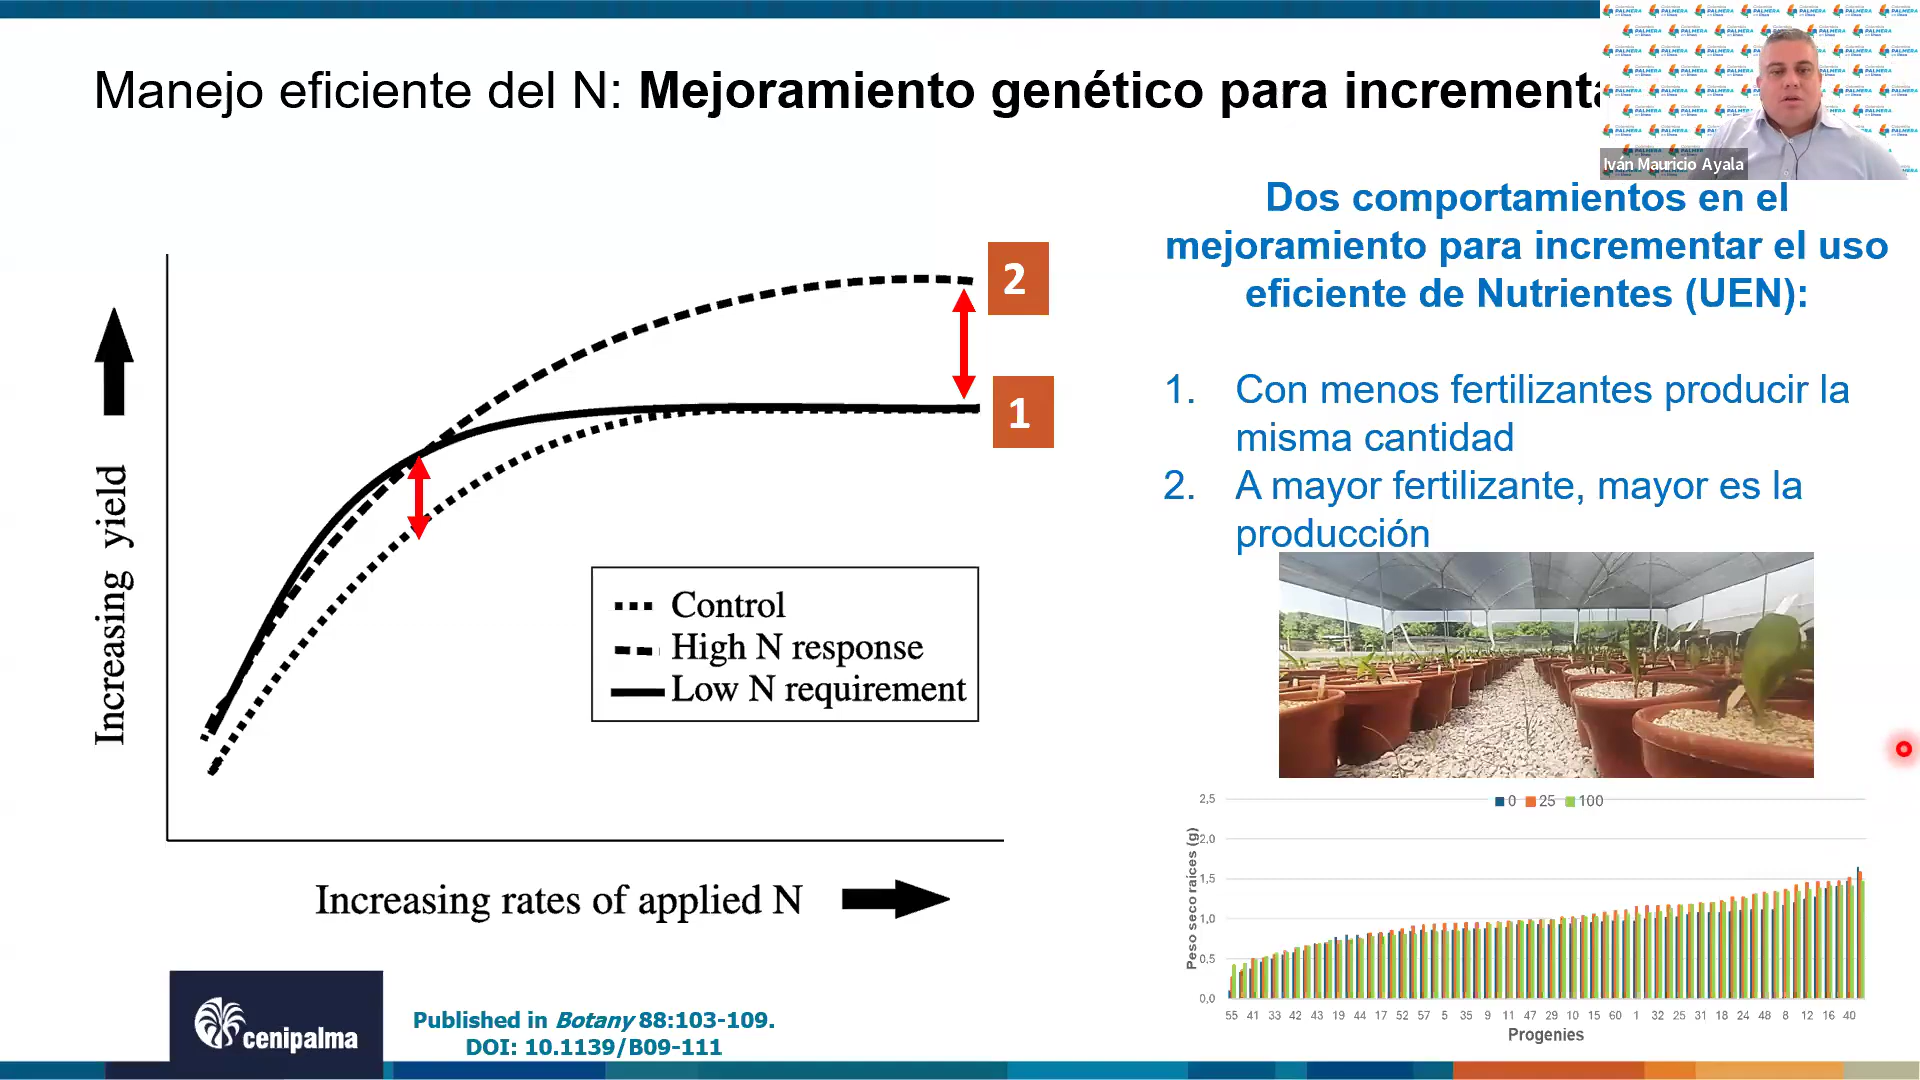 Manejo eficiente del N: Mejoramiento genético para incrementa
Iván Mauricio Ayala
Dos comportamientos en el
mejoramiento para incrementar el uso
eficiente de Nutrientes (UEN):
1. Con menos fertilizantes producir la
misma cantidad
2. A mayor fertilizante, mayor es la
producción
2
1
Increasing yield
Control
High N response
Low N requirement
Increasing rates of applied N
0 25 100
Peso seco raíces (g)
2,5
2,0
1,5
1,0
0,5
0,0
55 41 33 42 43 19 44 17 52 57 5 35 9 11 47 29 10 15 60 1 32 25 31 18 24 48 8 12 16 40
Progenies
cenipalma
Published in Botany 88:103-109.
DOI: 10.1139/B09-111